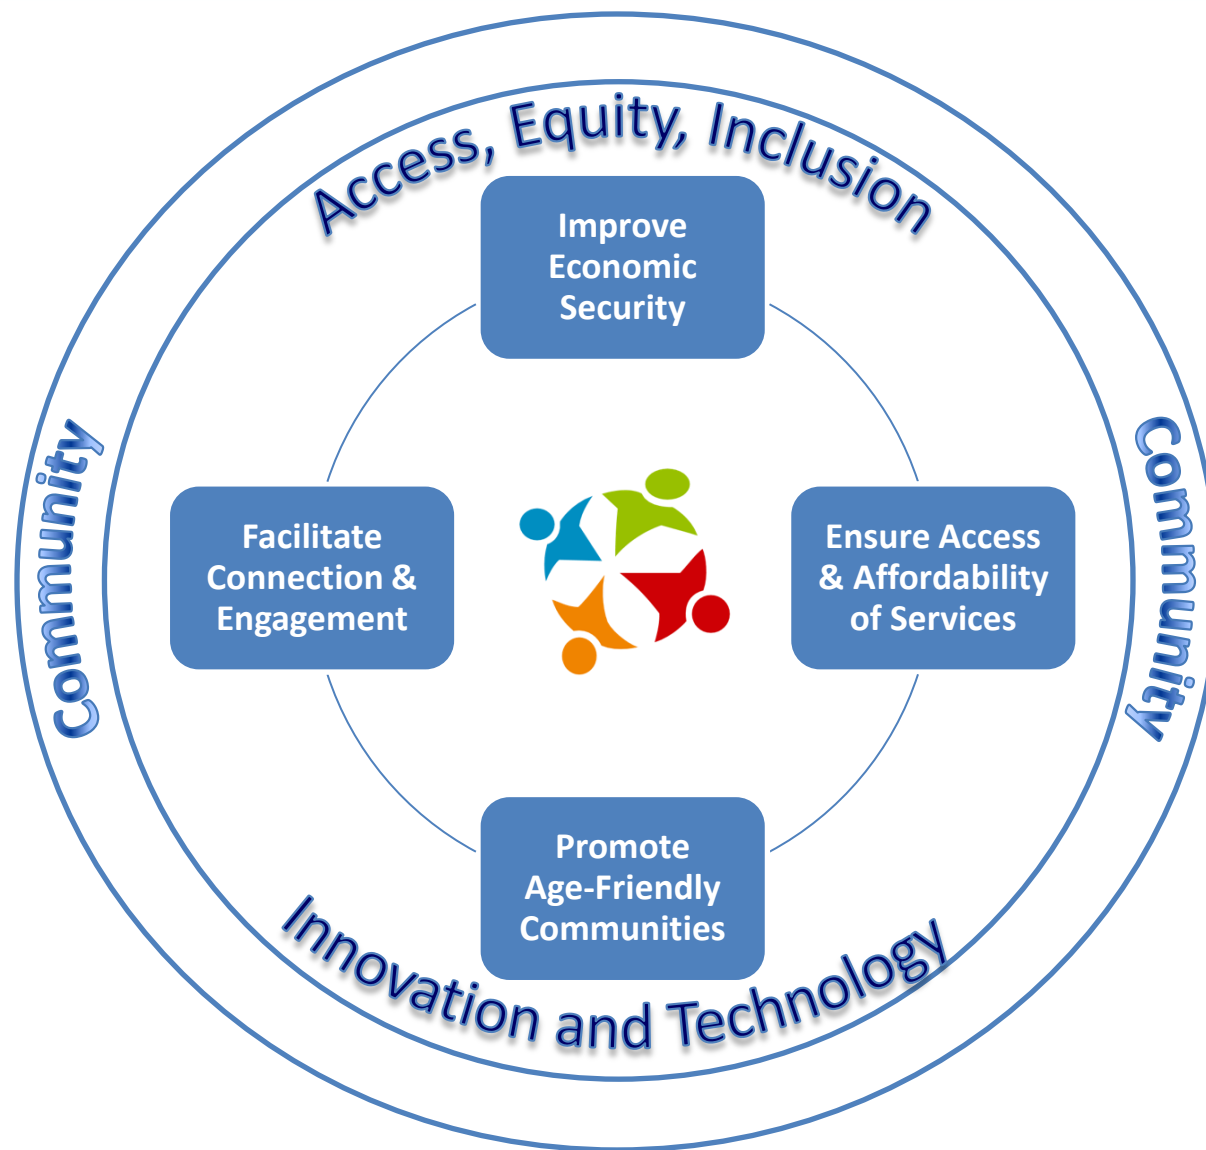 Access, Equity, Inclusion
Improve
Economic
Security
Community
Facilitate
Connection &
Engagement
Ensure Access
& Affordability
of Services
Community
Promote
Age-Friendly
Communities
Innovation and Technology